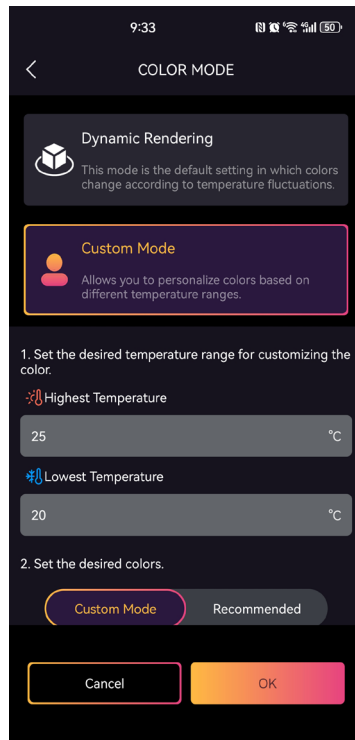 9:33
4G
50
COLOR MODE
Dynamic Rendering
This mode is the default setting in which colors
change according to temperature fluctuations.
Custom Mode
Allows you to personalize colors based on
different temperature ranges.
1. Set the desired temperature range for customizing the
color.
Highest Temperature
25 °C
Lowest Temperature
20 °C
2. Set the desired colors.
Custom Mode Recommended
Cancel OK